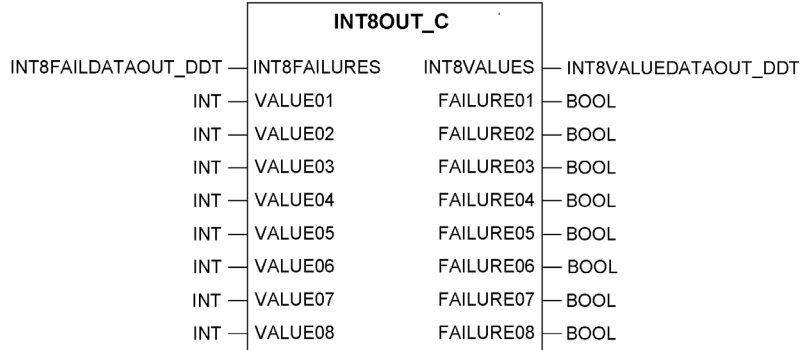 INT8OUT_C
INT8FAILDATAOUT_DDT INT8FAILURES INT8VALUES INT8VALUEDATAOUT_DDT
INT VALUE01 FAILURE01 BOOL
INT VALUE02 FAILURE02 BOOL
INT VALUE03 FAILURE03 BOOL
INT VALUE04 FAILURE04 BOOL
INT VALUE05 FAILURE05 BOOL
INT VALUE06 FAILURE06 BOOL
INT VALUE07 FAILURE07 BOOL
INT VALUE08 FAILURE08 BOOL